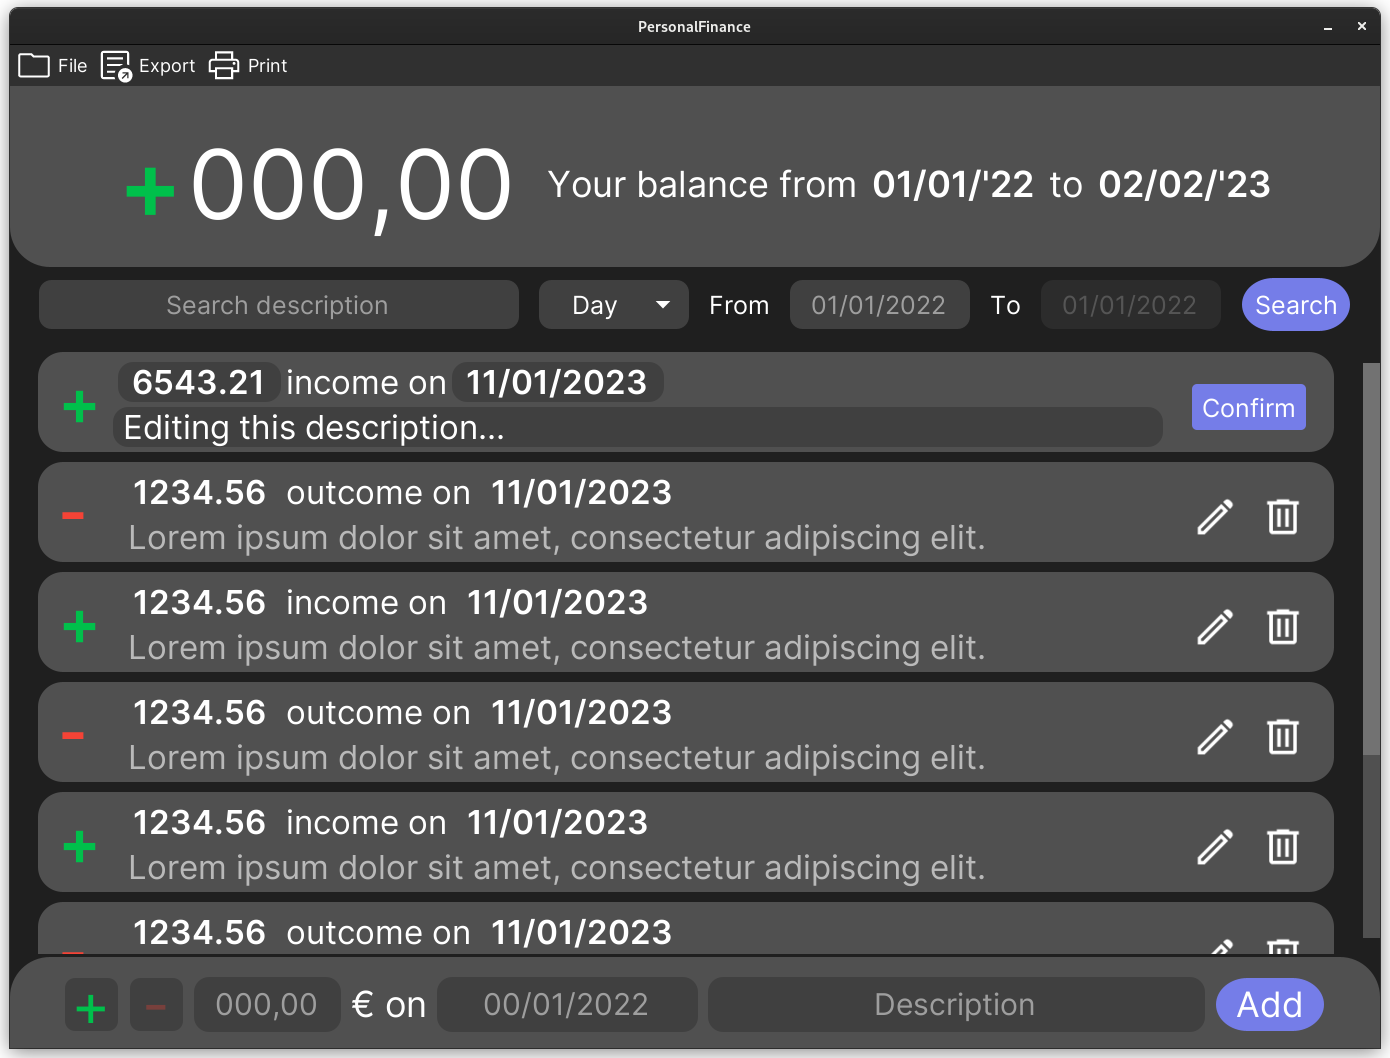 PersonalFinance
File Export Print
+000,00 Your balance from 01/01/'22 to 02/02/'23
Search description Day From 01/01/2022 To 01/01/2022 Search
+ 6543.21 income on 11/01/2023
Editing this description... Confirm
- 1234.56 outcome on 11/01/2023
Lorem ipsum dolor sit amet, consectetur adipiscing elit.
+ 1234.56 income on 11/01/2023
Lorem ipsum dolor sit amet, consectetur adipiscing elit.
- 1234.56 outcome on 11/01/2023
Lorem ipsum dolor sit amet, consectetur adipiscing elit.
+ 1234.56 income on 11/01/2023
Lorem ipsum dolor sit amet, consectetur adipiscing elit.
- 1234.56 outcome on 11/01/2023
+ - 000,00 € on 00/01/2022 Description Add